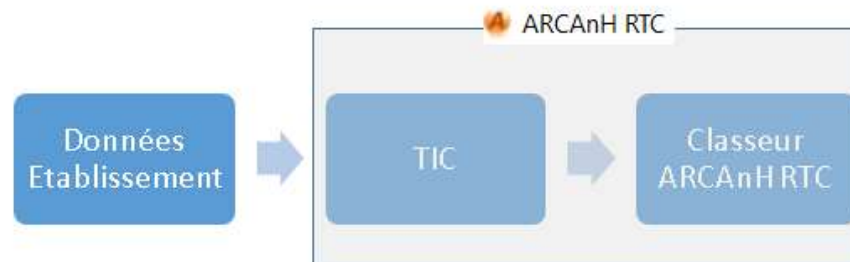 ARCAnH RTC
Données
Etablissement
TIC
Classeur
ARCAnH RTC